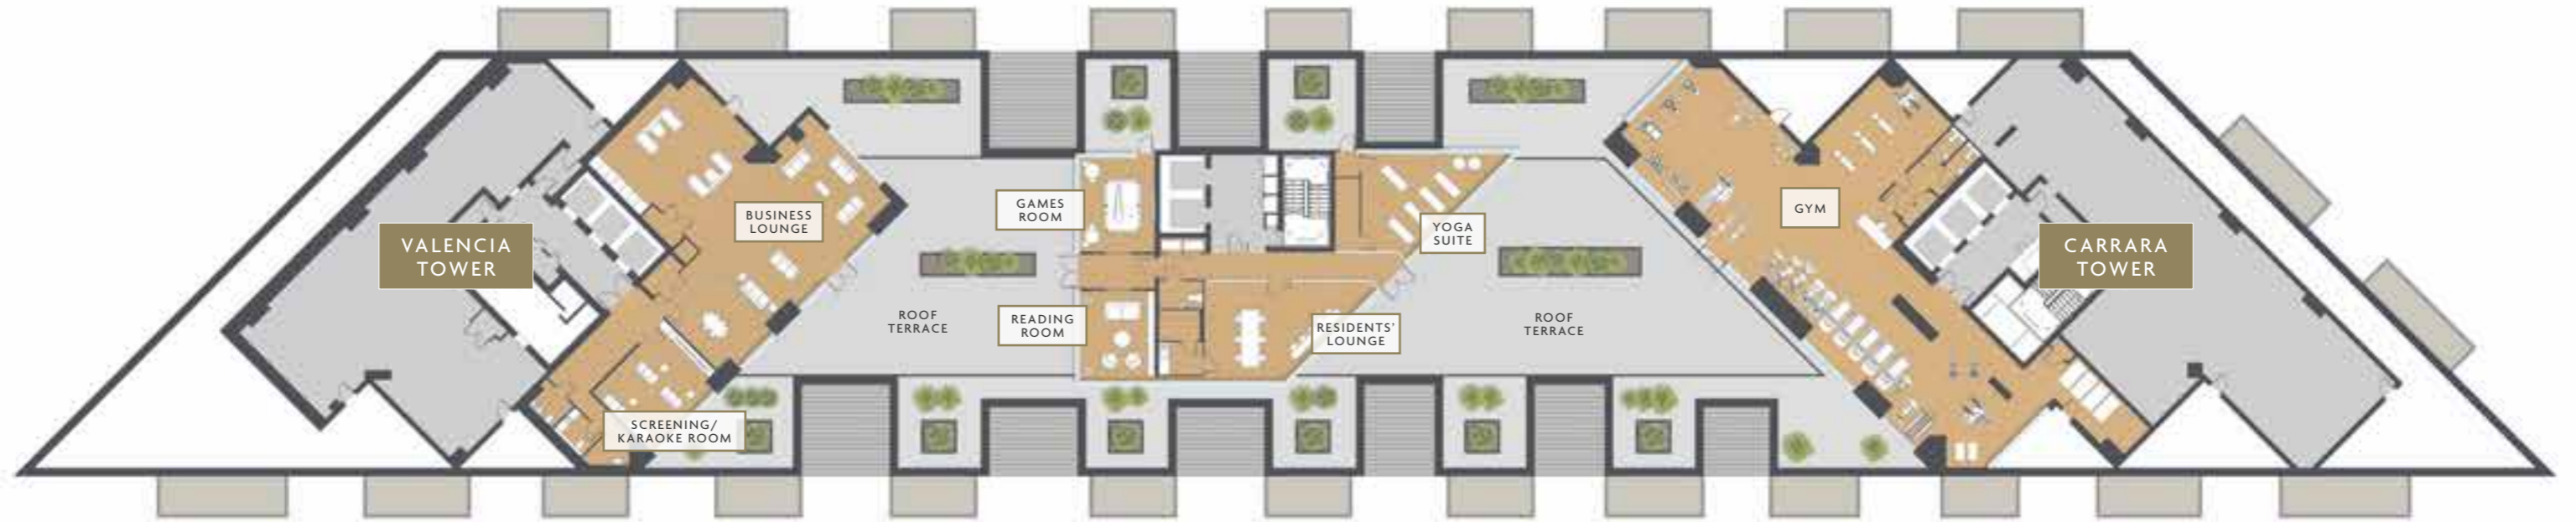 VALENCIA
TOWER
BUSINESS
LOUNGE
SCREENING/
KARAOKE ROOM
ROOF
TERRACE
GAMES
ROOM
READING
ROOM
YOGA
SUITE
RESIDENTS'
LOUNGE
ROOF
TERRACE
GYM
CARRARA
TOWER